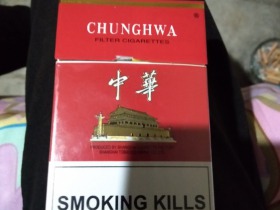 CHUNGHWA
FILTER CIGARETTES
中華
SMOKING KILLS